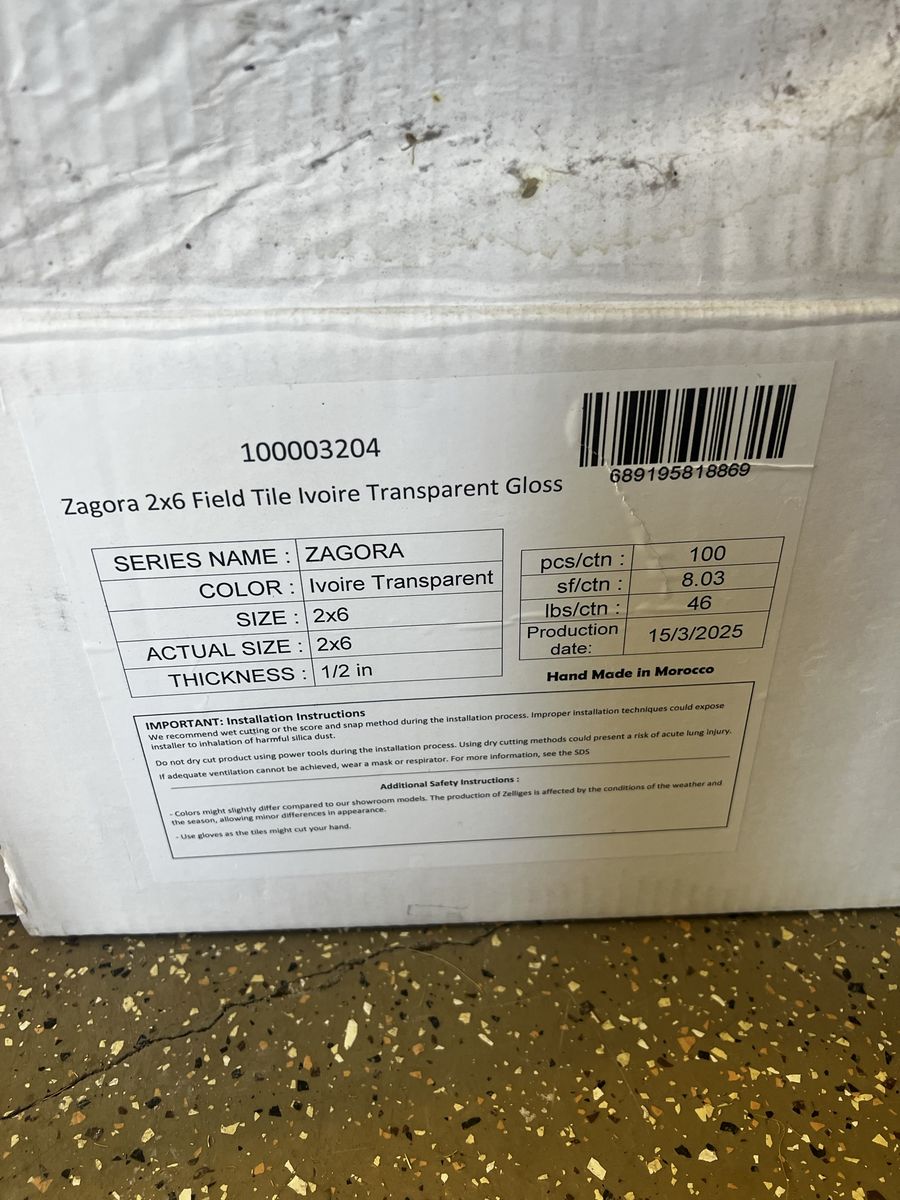 100003204
689195818869
Zagora 2x6 Field Tile Ivoire Transparent Gloss
SERIES NAME : ZAGORA
COLOR : Ivoire Transparent
SIZE : 2x6
ACTUAL SIZE : 2x6
THICKNESS : 1/2 in
pcs/ctn : 100
sf/ctn : 8.03
lbs/ctn : 46
Production date: 15/3/2025
Hand Made in Morocco
IMPORTANT: Installation Instructions
We recommend wet cutting or the score and snap method during the installation process. Improper installation techniques could expose
installer to inhalation of harmful silica dust.
Do not dry cut product using power tools during the installation process. Using dry cutting methods could present a risk of acute lung injury.
If adequate ventilation cannot be achieved, wear a mask or respirator. For more information, see the SDS
Additional Safety Instructions :
- Colors might slightly differ compared to our showroom models. The production of Zelliges is affected by the conditions of the weather and
the season, allowing minor differences in appearance.
- Use gloves as the tiles might cut your hand.